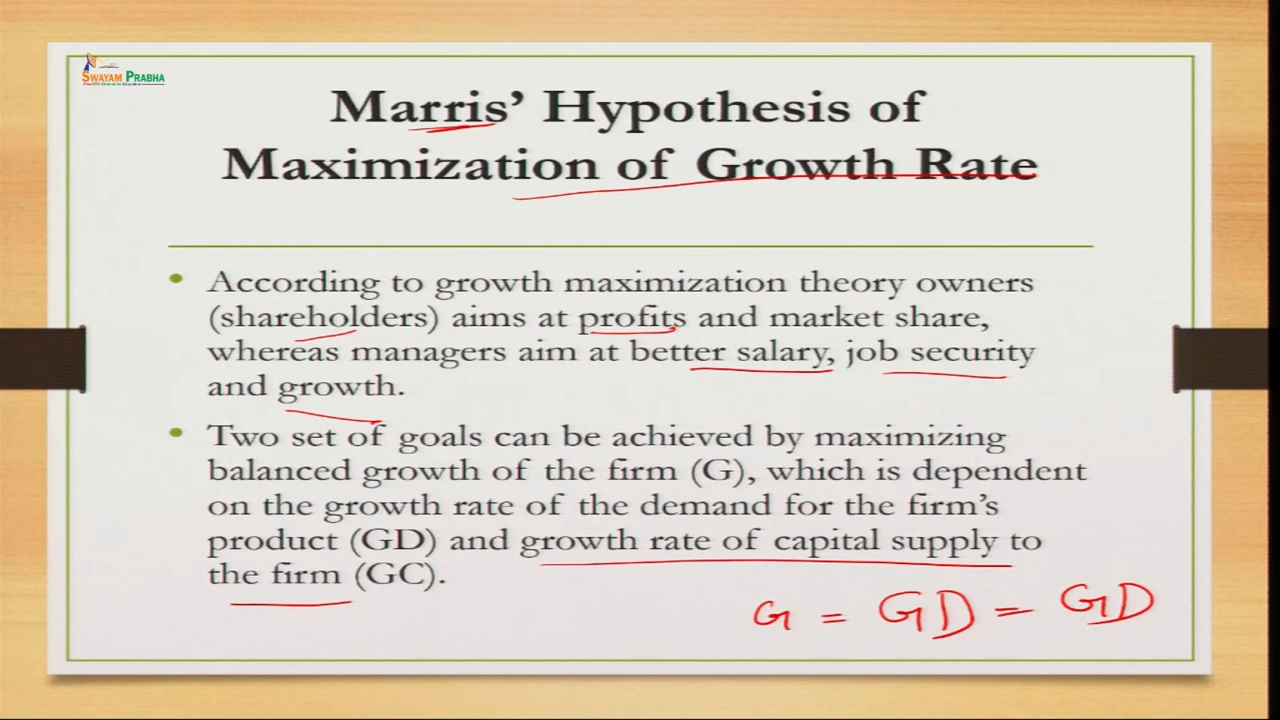 SWAYAM PRABHA
Marris’ Hypothesis of
Maximization of Growth Rate
• According to growth maximization theory owners
(shareholders) aims at profits and market share,
whereas managers aim at better salary, job security
and growth.
• Two set of goals can be achieved by maximizing
balanced growth of the firm (G), which is dependent
on the growth rate of the demand for the firm’s
product (GD) and growth rate of capital supply to
the firm (GC).
G = GD = GD